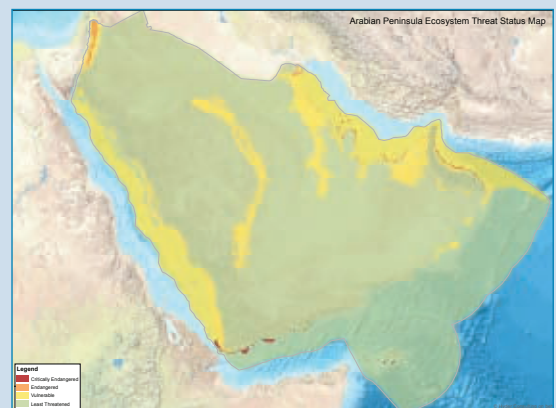 Arabian Peninsula Ecosystem Threat Status Map
Legend
Critically Endangered
Endangered
Vulnerable
Least Threatened